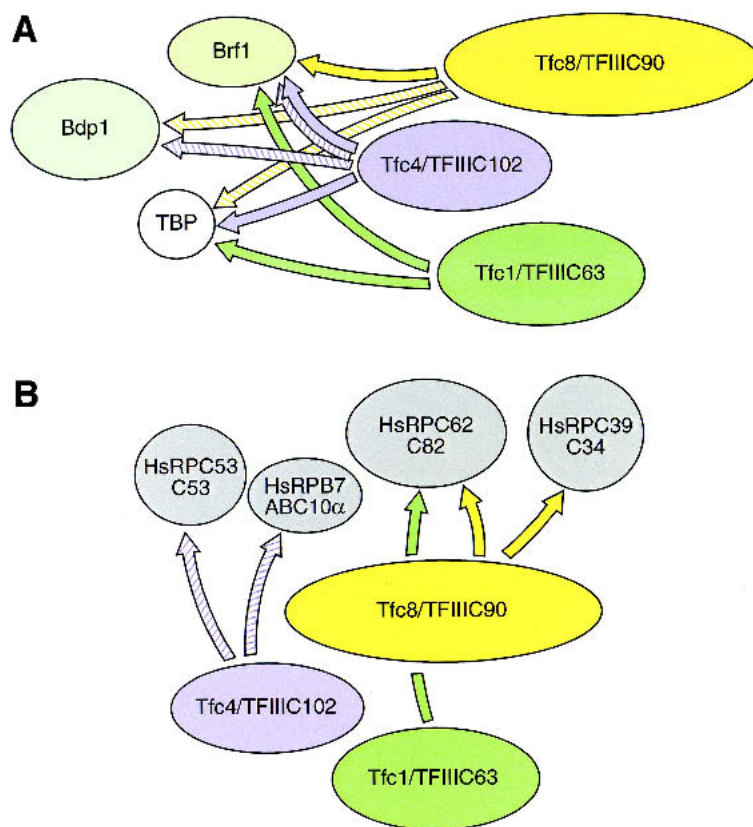 A
Brf1
Tfc8/TFIIIC90
Bdp1
Tfc4/TFIIIC102
TBP
Tfc1/TFIIIC63
B
HsRPC62
C82
HsRPC39
C34
HsRPC53
C53
HsRPB7
ABC10α
Tfc8/TFIIIC90
Tfc4/TFIIIC102
Tfc1/TFIIIC63